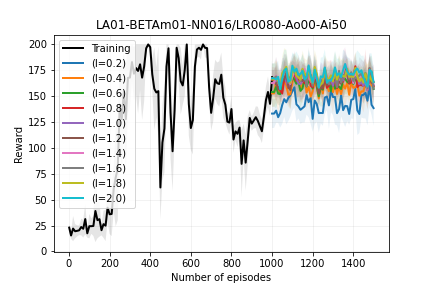 LA01-BETAm01-NN016/LR0080-Ao00-Ai50
200
175
150
125
100
75
50
25
0
Reward
Training
(l=0.2)
(l=0.4)
(l=0.6)
(l=0.8)
(l=1.0)
(l=1.2)
(l=1.4)
(l=1.6)
(l=1.8)
(l=2.0)
0 200 400 600 800 1000 1200 1400
Number of episodes